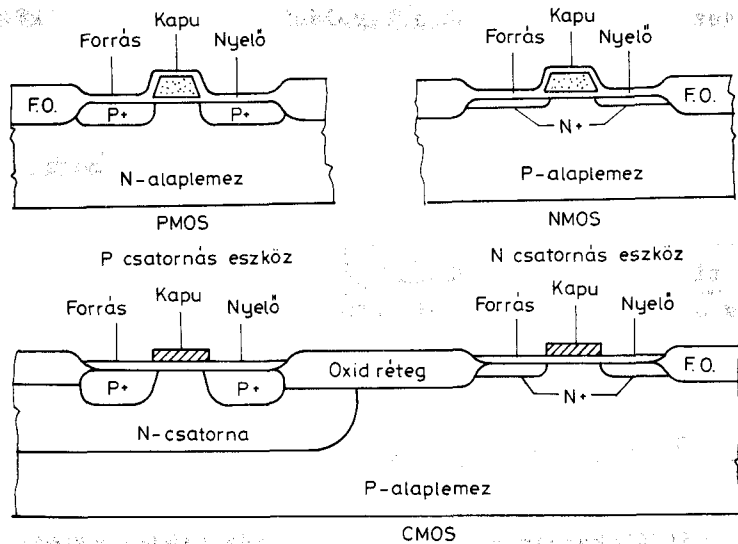 Forrás Kapu Nyelő
F.O. P+ P+
N-alaplemez
PMOS
Forrás Kapu Nyelő
F.O.
N+
P-alaplemez
NMOS
P csatornás eszköz
N csatornás eszköz
Forrás Kapu Nyelő
P+ P+
Oxid réteg
N-csatorna
Forrás Kapu Nyelő
F.O.
N+
P-alaplemez
CMOS